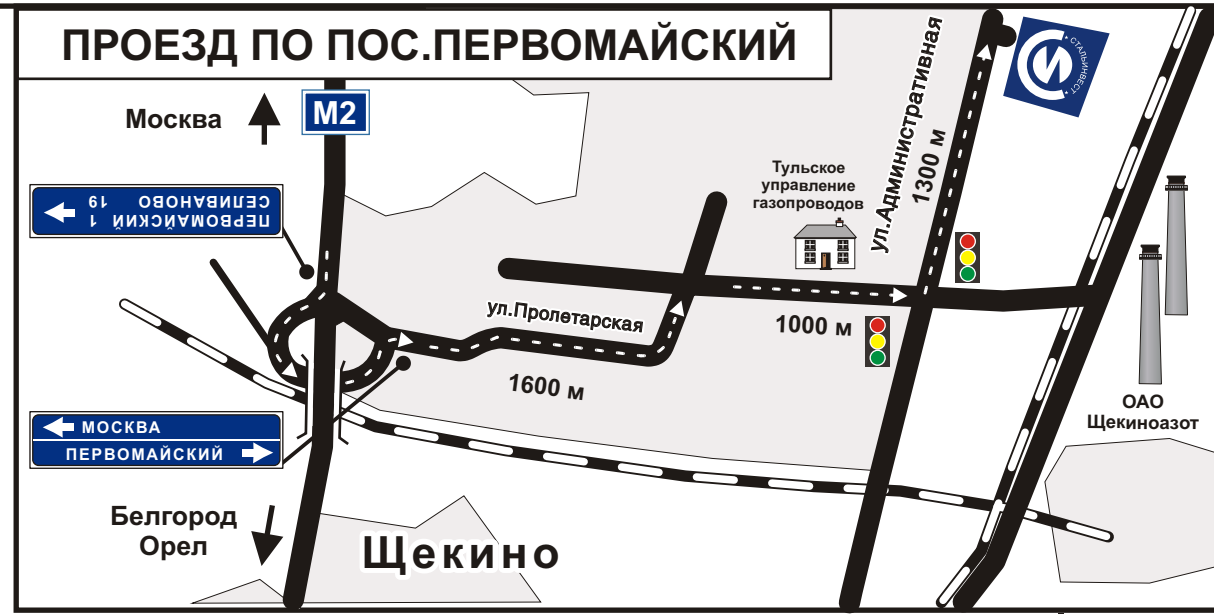 ПРОЕЗД ПО ПОС.ПЕРВОМАЙСКИЙ
Москва
М2
СТАЛЬИНВЕСТ
ул.Административная
1300 м
Тульское
управление
газопроводов
ПЕРВОМАЙСКИЙ 1
СЕЛИВАНОВО 19
ул.Пролетарская
1000 м
1600 м
ОАО
Щекиноазот
МОСКВА
ПЕРВОМАЙСКИЙ
Белгород
Орел
Щекино